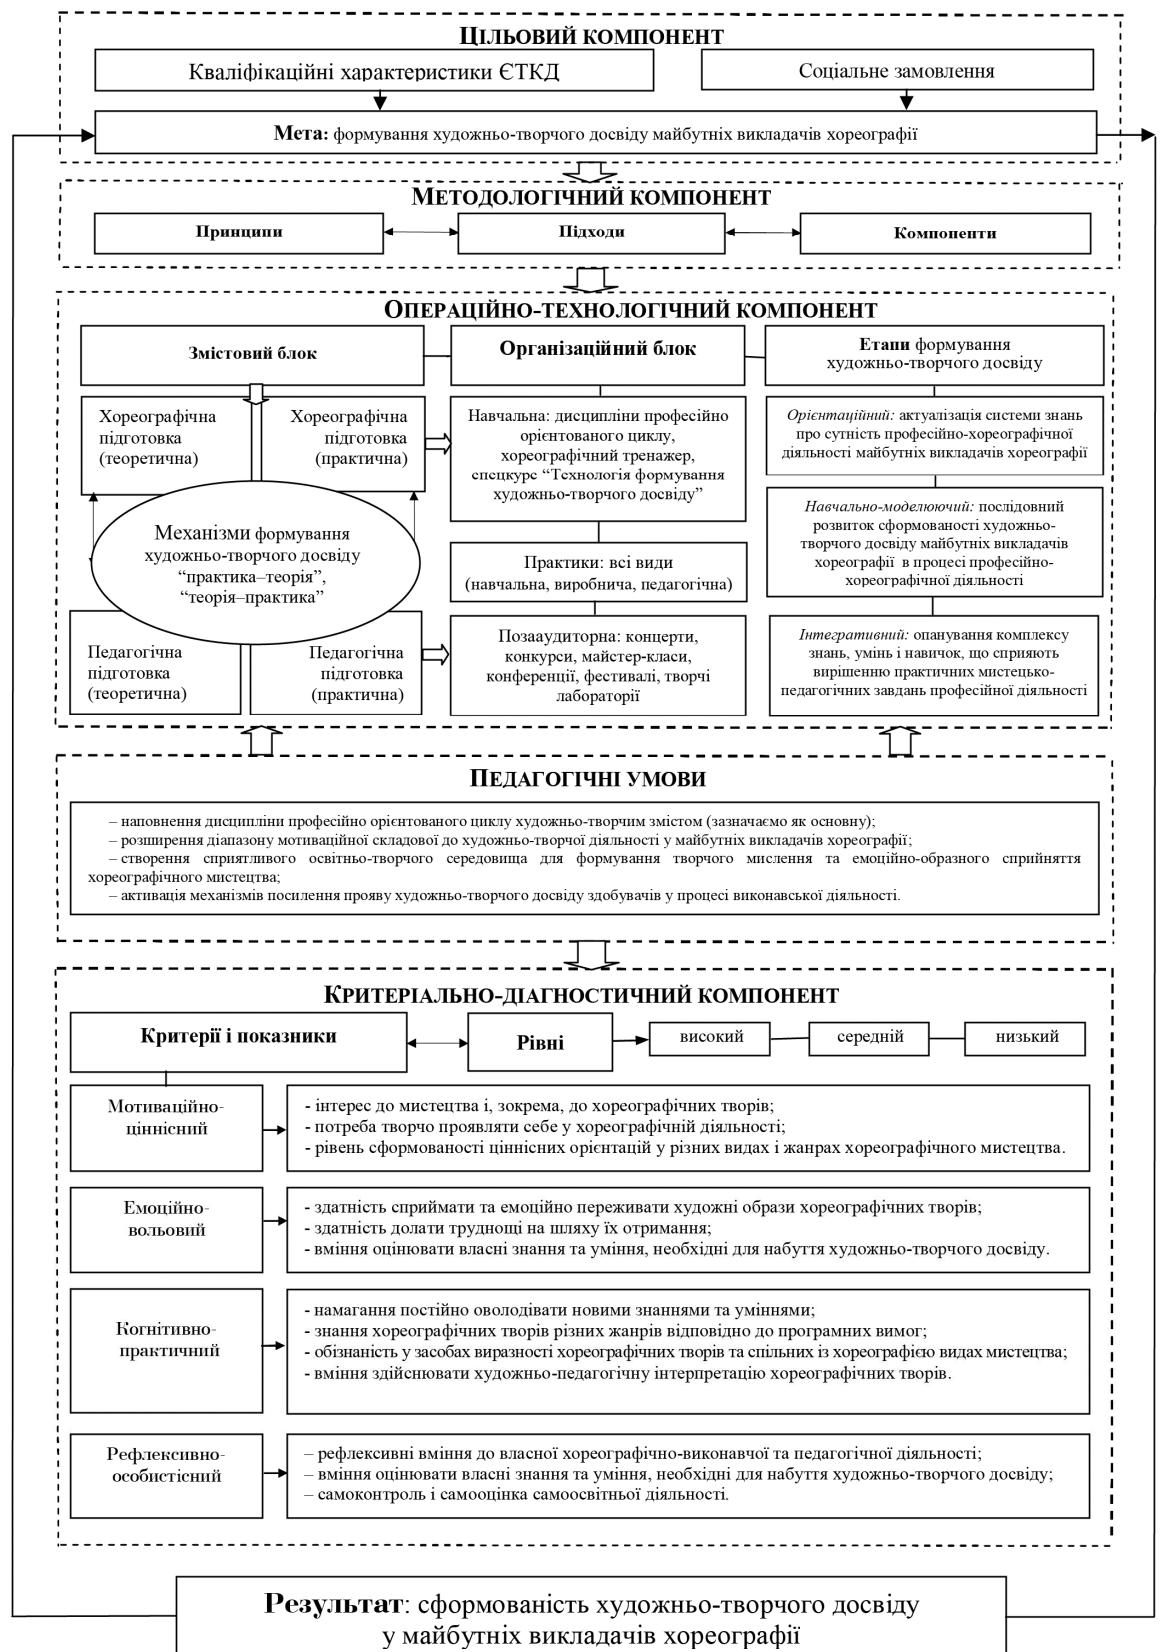 ЦІЛЬОВИЙ КОМПОНЕНТ
Кваліфікаційні характеристики ЄТКД
Соціальне замовлення
Мета: формування художньо-творчого досвіду майбутніх викладачів хореографії
МЕТОДОЛОГІЧНИЙ КОМПОНЕНТ
Принципи
Підходи
Компоненти
ОПЕРАЦІЙНО-ТЕХНОЛОГІЧНИЙ КОМПОНЕНТ
Змістовий блок
Організаційний блок
Етапи формування
художньо-творчого досвіду
Хореографічна
підготовка
(теоретична)
Хореографічна
підготовка
(практична)
Механізми формування
художньо-творчого досвіду
“практика–теорія”,
“теорія–практика”
Педагогічна
підготовка
(теоретична)
Педагогічна
підготовка
(практична)
Навчальна: дисципліни професійно
орієнтованого циклу,
хореографічний тренажер,
спецкурс “Технологія формування
художньо-творчого досвіду”
Практики: всі види
(навчальна, виробнича, педагогічна)
Позааудиторна: концерти,
конкурси, майстер-класи,
конференції, фестивалі, творчі
лабораторії
Орієнтаційний: актуалізація системи знань
про сутність професійно-хореографічної
діяльності майбутніх викладачів хореографії
Навчально-моделюючий: послідовний
розвиток сформованості художньо-
творчого досвіду майбутніх викладачів
хореографії в процесі професійно-
хореографічної діяльності
Інтегративний: опанування комплексу
знань, умінь і навичок, що сприяють
вирішенню практичних мистецько-
педагогічних завдань професійної діяльності
ПЕДАГОГІЧНІ УМОВИ
– наповнення дисципліни професійно орієнтованого циклу художньо-творчим змістом (зазначаємо як основну);
– розширення діапазону мотиваційної складової до художньо-творчої діяльності у майбутніх викладачів хореографії;
– створення сприятливого освітньо-творчого середовища для формування творчого мислення та емоційно-образного сприйняття
хореографічного мистецтва;
– активація механізмів посилення прояву художньо-творчого досвіду здобувачів у процесі виконавської діяльності.
КРИТЕРІАЛЬНО-ДІАГНОСТИЧНИЙ КОМПОНЕНТ
Критерії і показники
Рівні
високий
середній
низький
Мотиваційно-
ціннісний
- інтерес до мистецтва і, зокрема, до хореографічних творів;
- потреба творчо проявляти себе у хореографічній діяльності;
- рівень сформованості ціннісних орієнтацій у різних видах і жанрах хореографічного мистецтва.
Емоційно-
вольовий
- здатність сприймати та емоційно переживати художні образи хореографічних творів;
- здатність долати труднощі на шляху їх отримання;
- вміння оцінювати власні знання та уміння, необхідні для набуття художньо-творчого досвіду.
Когнітивно-
практичний
- намагання постійно оволодівати новими знаннями та уміннями;
- знання хореографічних творів різних жанрів відповідно до програмних вимог;
- обізнаність у засобах виразності хореографічних творів та спільних із хореографією видах мистецтва;
- вміння здійснювати художньо-педагогічну інтерпретацію хореографічних творів.
Рефлексивно-
особистісний
– рефлексивні вміння до власної хореографічно-виконавчої та педагогічної діяльності;
– вміння оцінювати власні знання та уміння, необхідні для набуття художньо-творчого досвіду;
– самоконтроль і самооцінка самоосвітньої діяльності.
Результат: сформованість художньо-творчого досвіду
у майбутніх викладачів хореографії